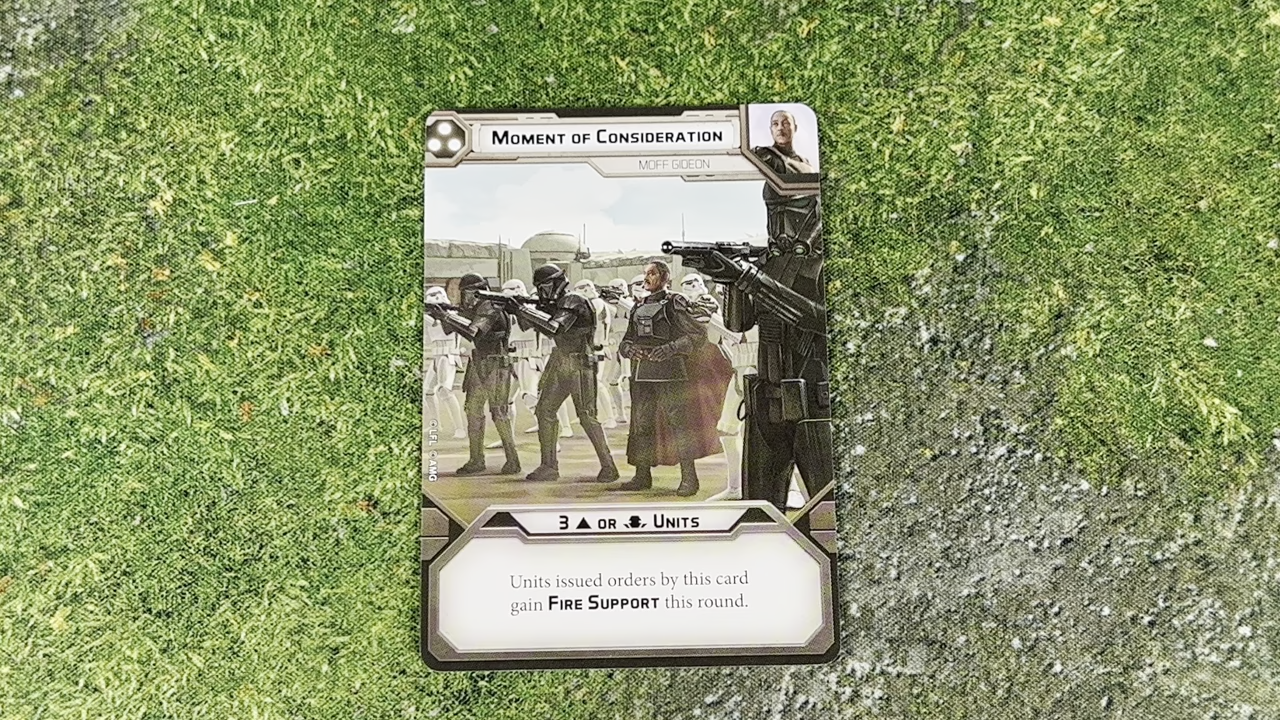 MOMENT OF CONSIDERATION
MOFF GIDEON
©LFL ©AMG
3 ▲ OR UNITS
Units issued orders by this card
gain FIRE SUPPORT this round.